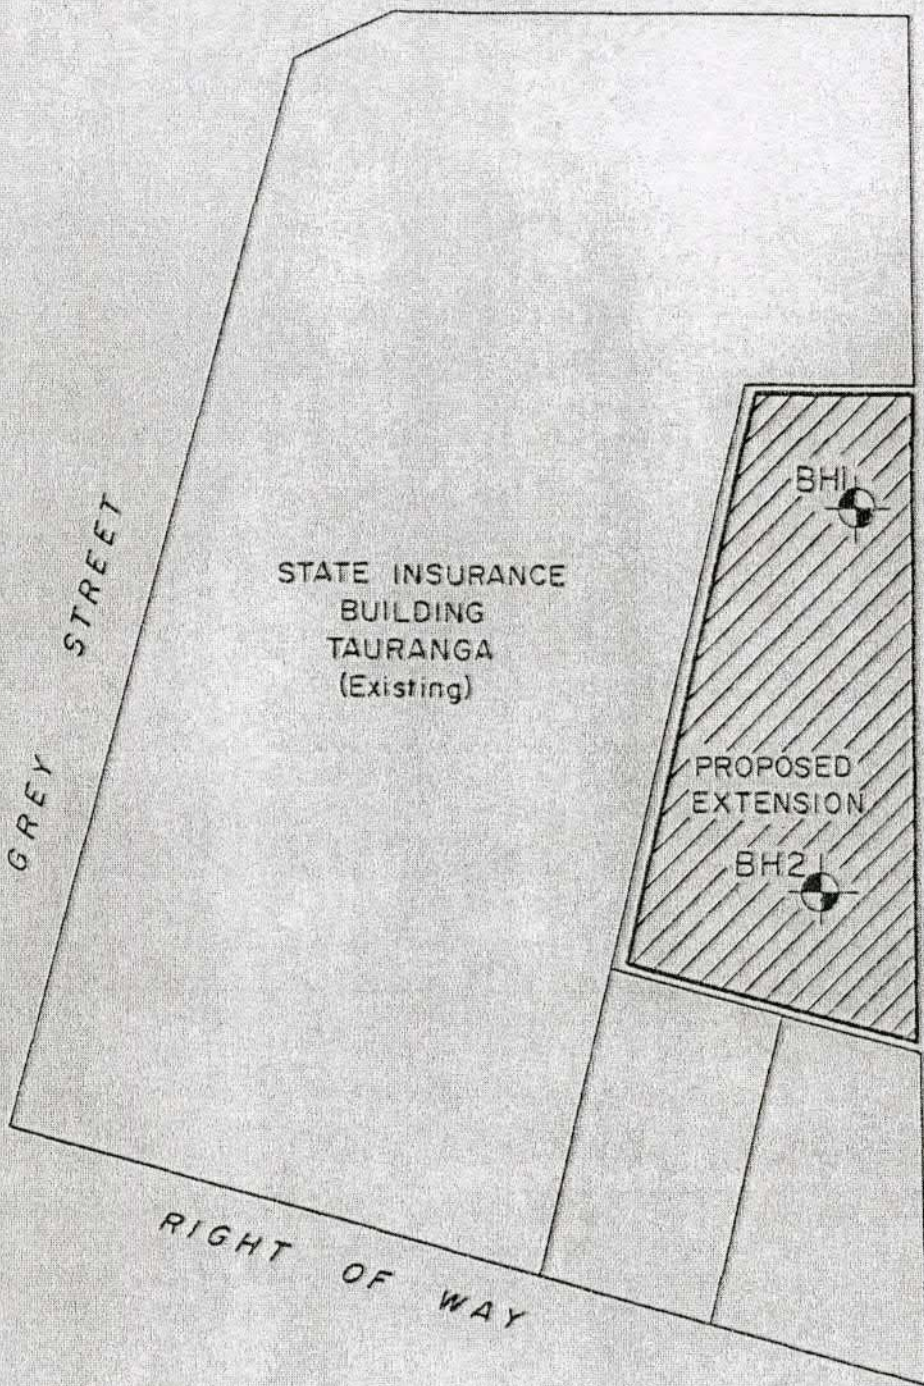 BH1
GREY STREET
STATE INSURANCE
BUILDING
TAURANGA
(Existing)
PROPOSED
EXTENSION
BH2
RIGHT OF WAY